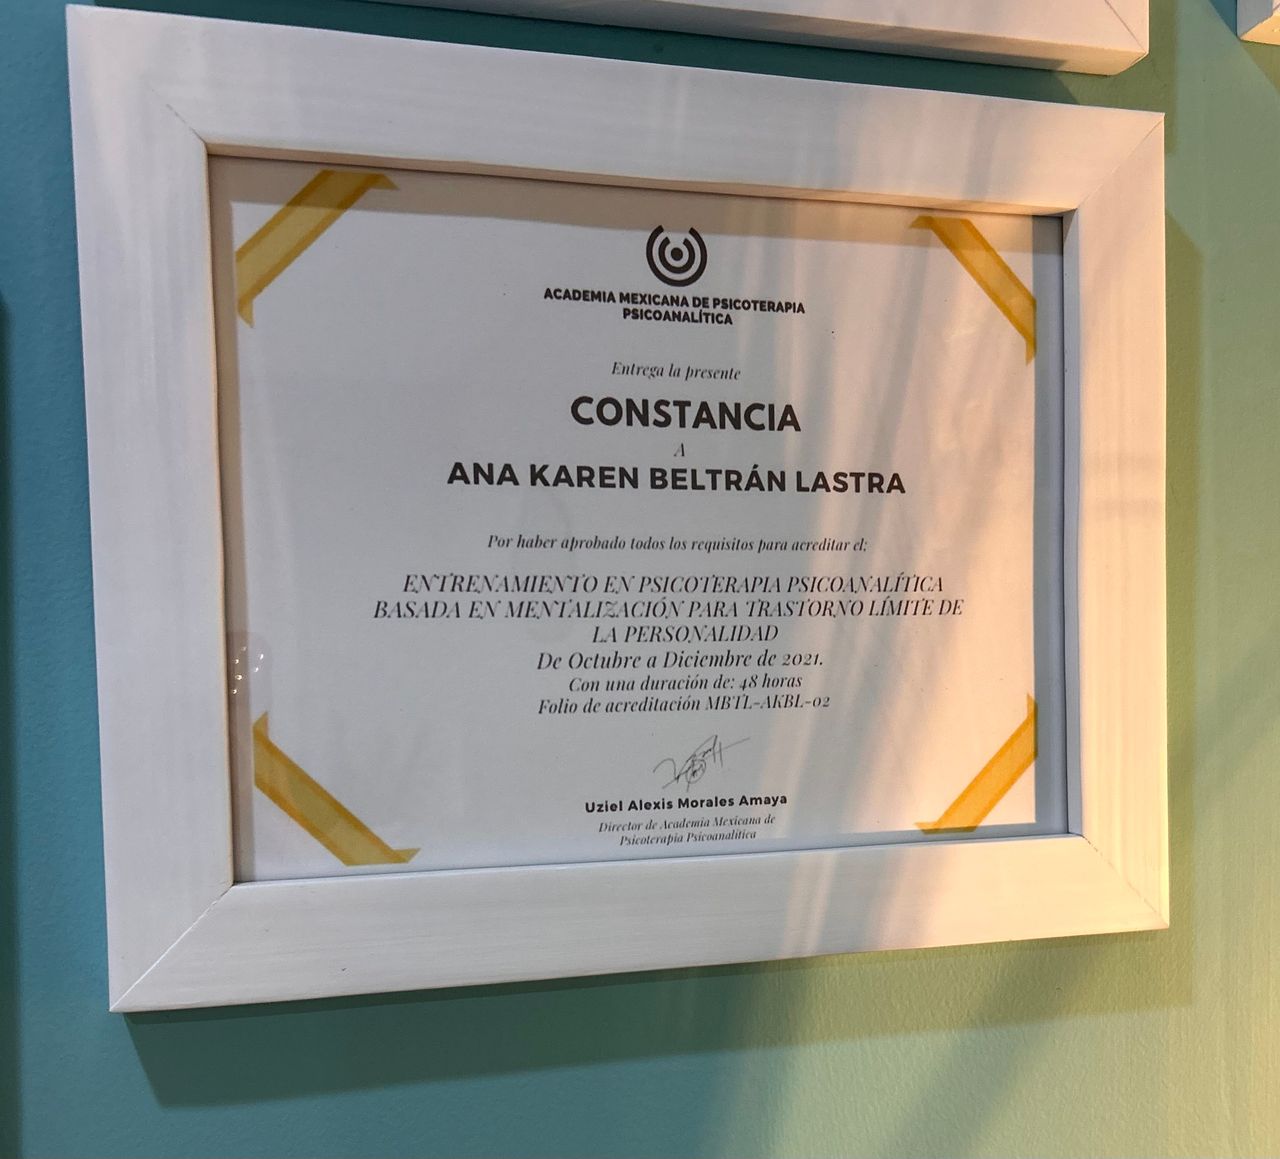 ACADEMIA MEXICANA DE PSICOTERAPIA
PSICOANALÍTICA
Entrega la presente
CONSTANCIA
A
ANA KAREN BELTRÁN LASTRA
Por haber aprobado todos los requisitos para acreditar el:
ENTRENAMIENTO EN PSICOTERAPIA PSICOANALÍTICA
BASADA EN MENTALIZACIÓN PARA TRASTORNO LÍMITE DE
LA PERSONALIDAD
De Octubre a Diciembre de 2021.
Con una duración de: 48 horas
Folio de acreditación MBTL-AKBL-02
Uziel Alexis Morales Amaya
Director de Academia Mexicana de
Psicoterapia Psicoanalítica